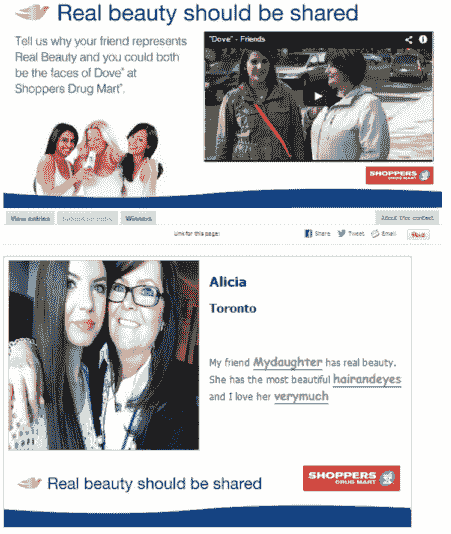 Real beauty should be shared
Tell us why your friend represents
Real Beauty and you could both
be the faces of Dove® at
Shoppers Drug Mart®.
"Dove" - Friends
SHOPPERS
DRUG MART
View entries
Winners
About the contest
Link for this page:
Share
Tweet
Email
Pin it
Alicia
Toronto
My friend Mydaughter has real beauty.
She has the most beautiful hairandeyes
and I love her verymuch
Real beauty should be shared
SHOPPERS
DRUG MART